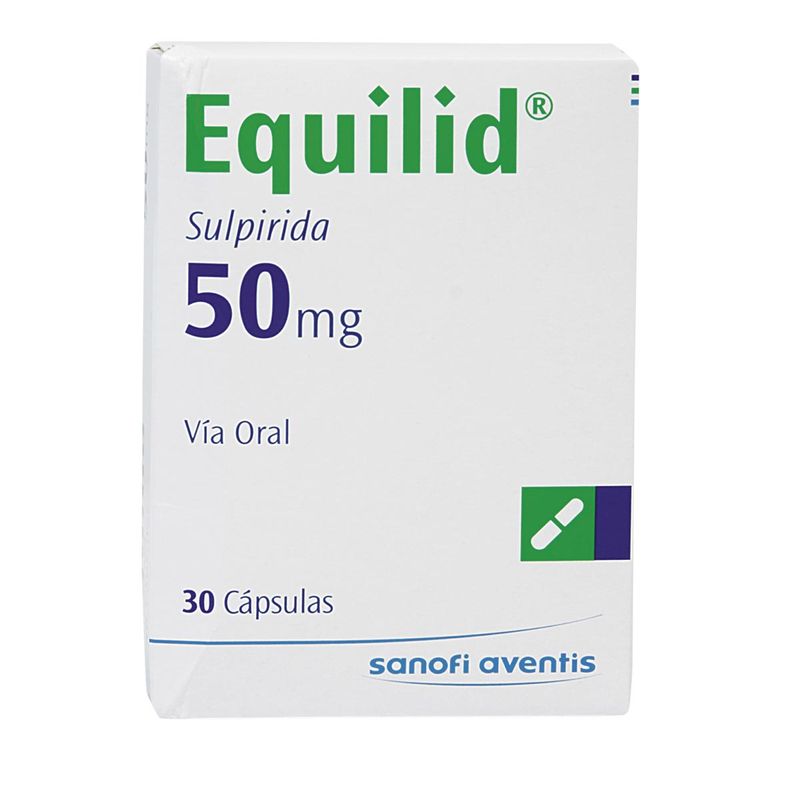 Equilid®
Sulpirida
50mg
Vía Oral
30 Cápsulas
sanofi aventis